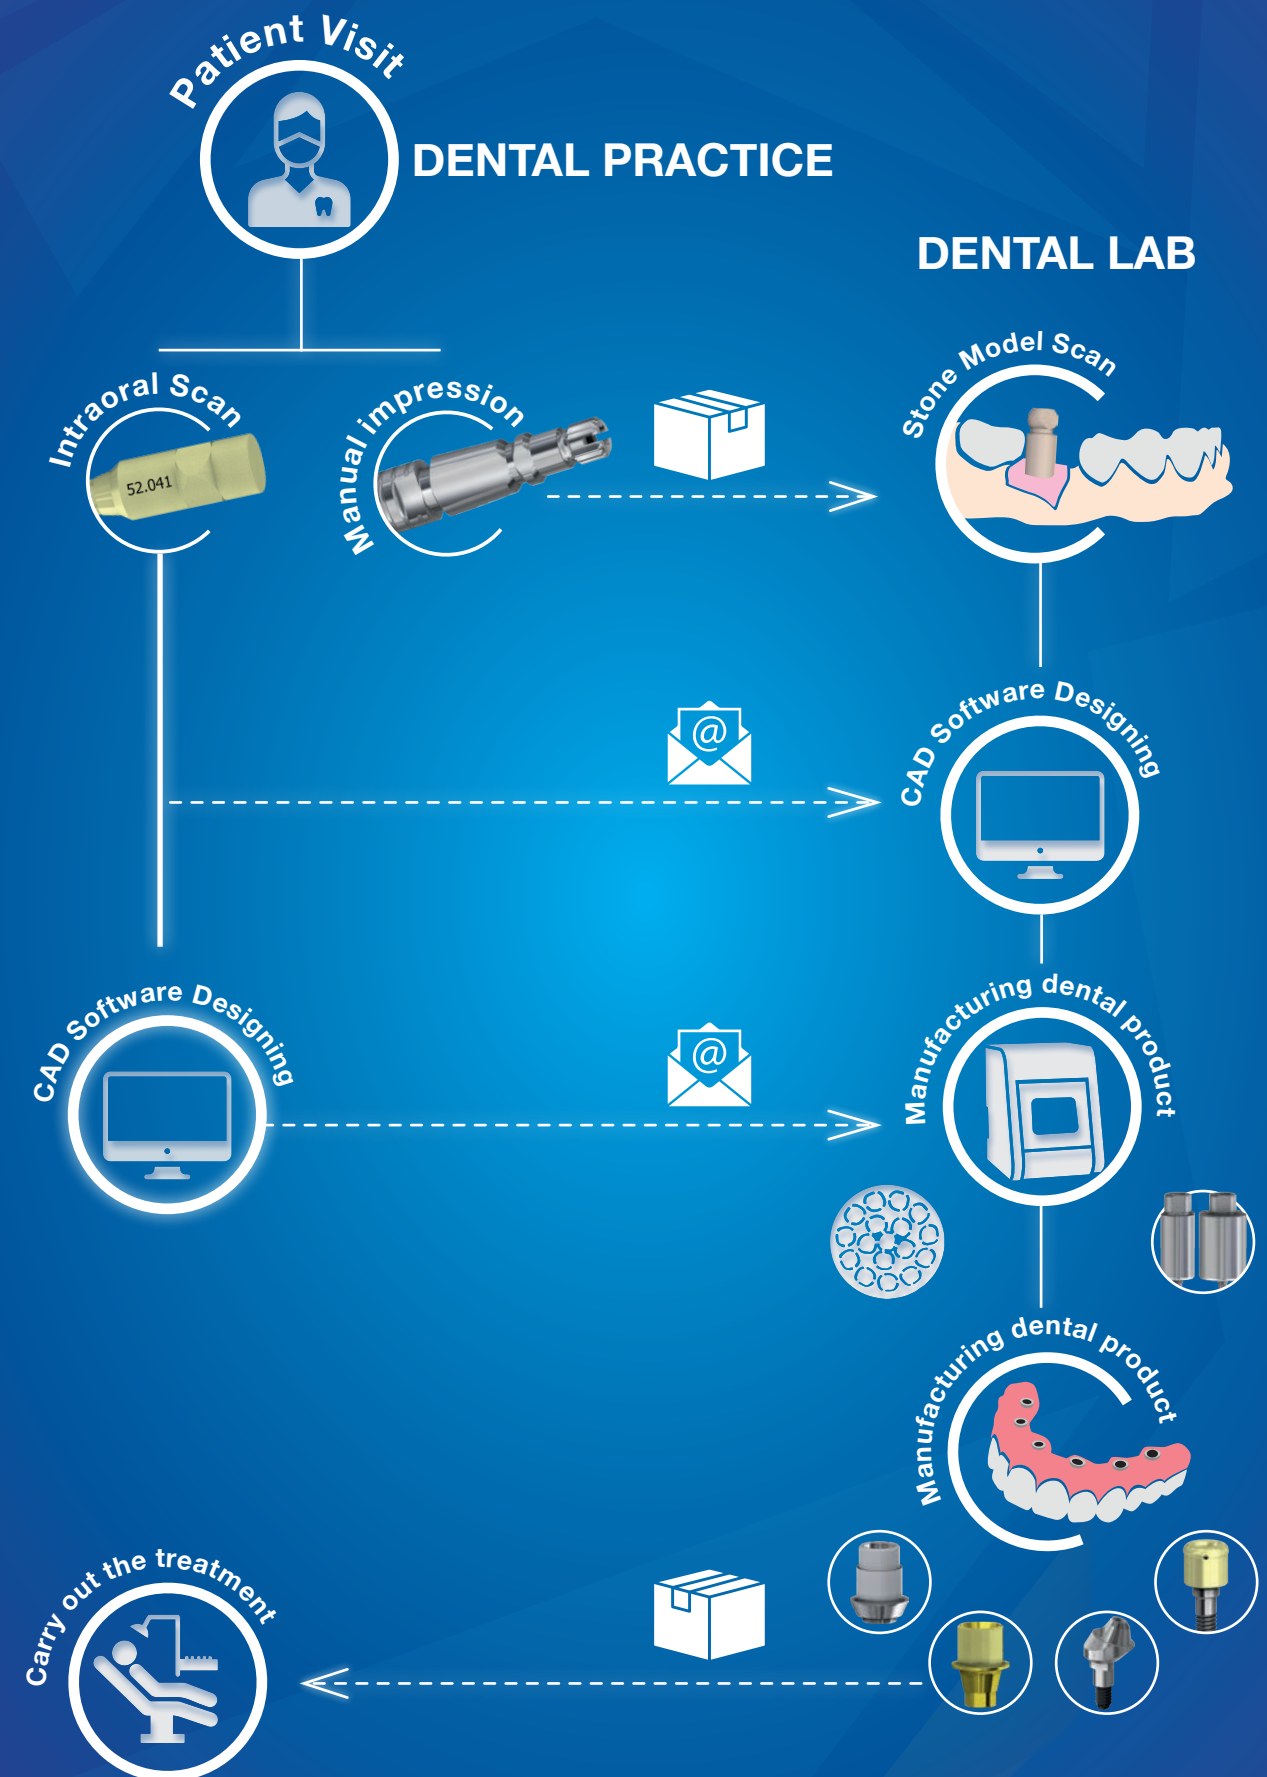 Patient Visit
DENTAL PRACTICE
DENTAL LAB
Intraoral Scan
52.041
Manual impression
Stone Model Scan
@
CAD Software Designing
CAD Software Designing
@
Manufacturing dental product
Manufacturing dental product
Carry out the treatment